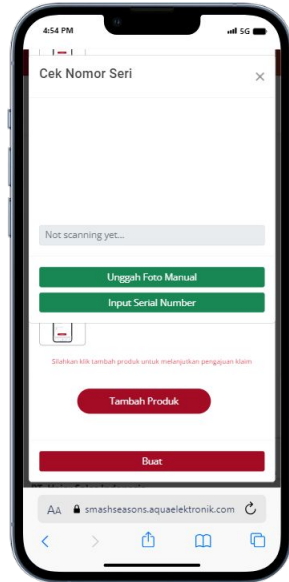 4:54 PM
5G
Cek Nomor Seri
×
Not scanning yet...
Unggah Foto Manual
Input Serial Number
Silahkan klik tambah produk untuk melanjutkan pengajuan klaim
Tambah Produk
Buat
AA smashseasons.aquaelektronik.com